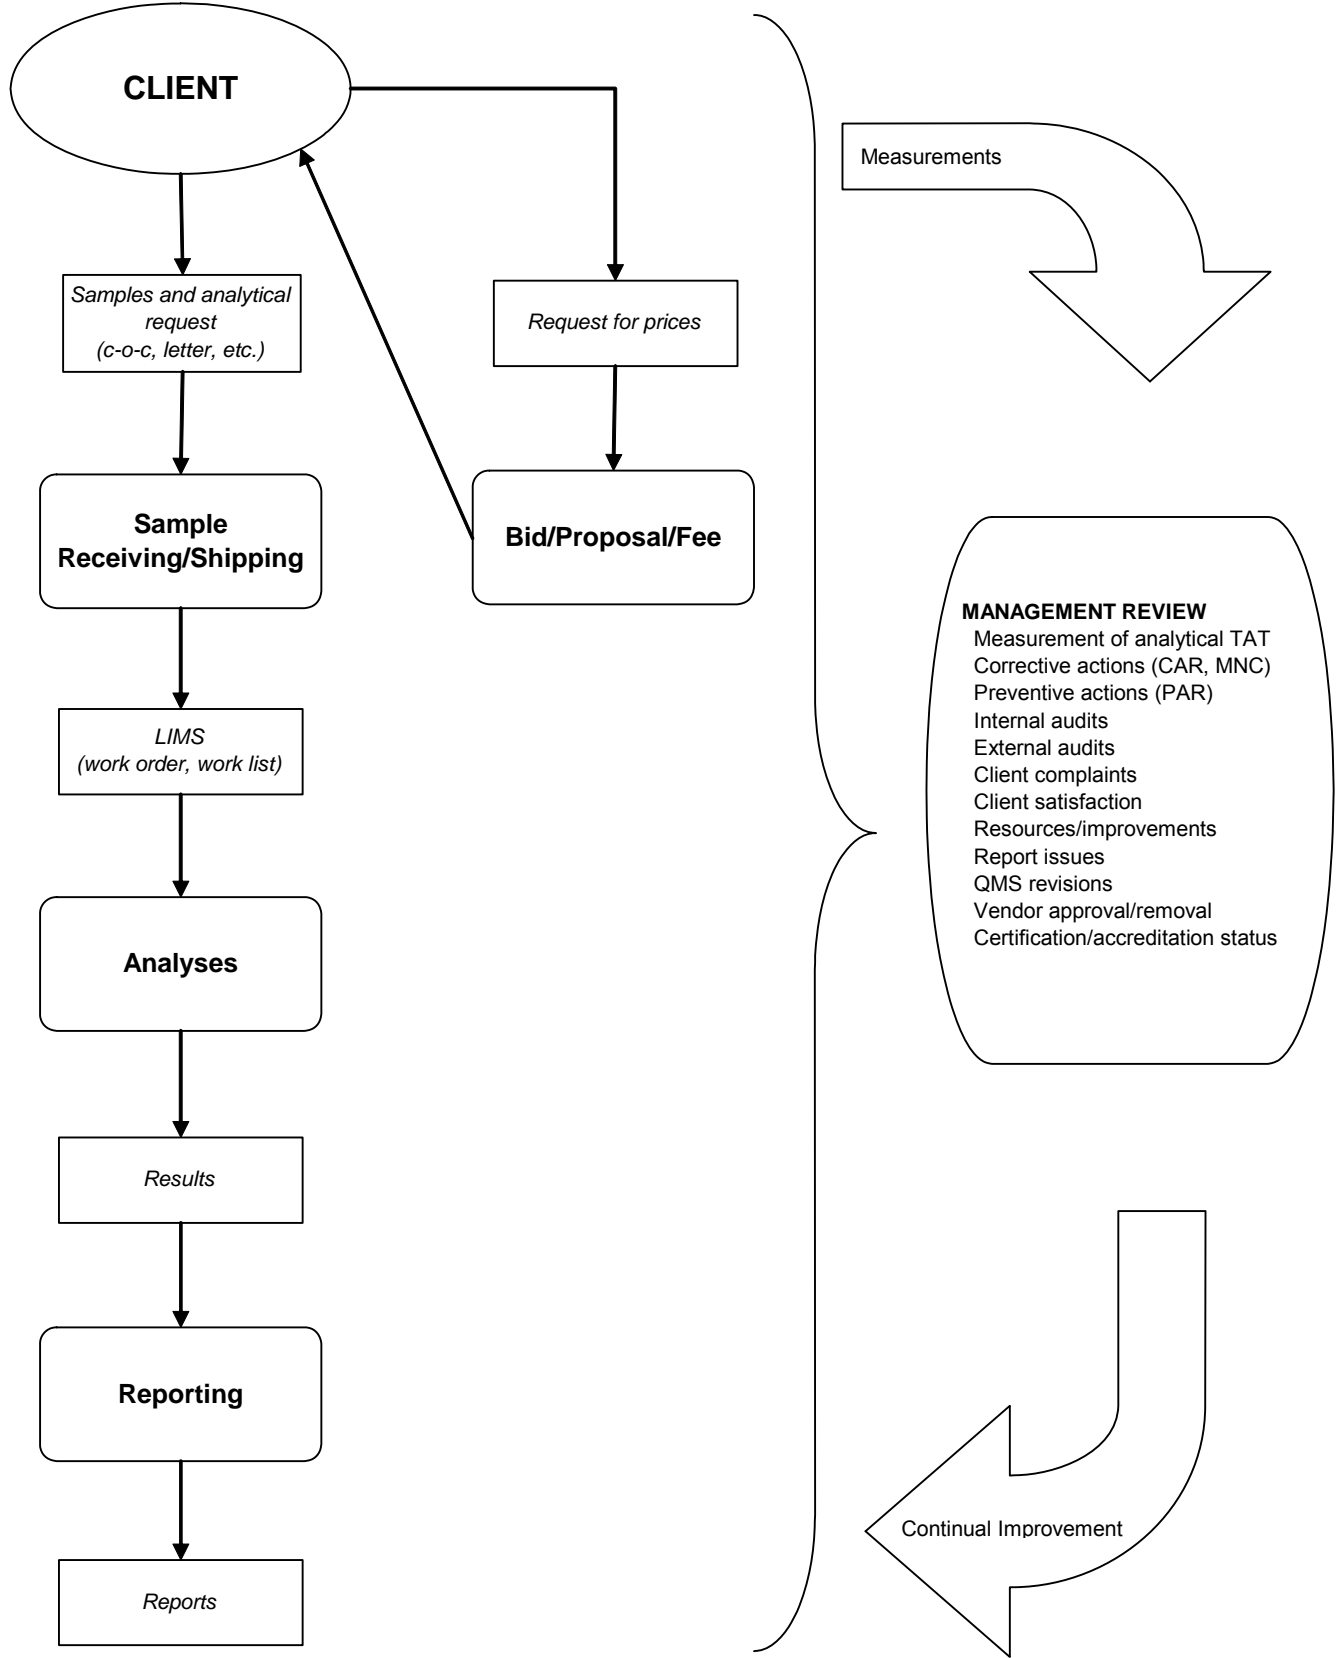 CLIENT
Measurements
Samples and analytical
request
(c-o-c, letter, etc.)
Request for prices
Sample
Receiving/Shipping
Bid/Proposal/Fee
MANAGEMENT REVIEW
Measurement of analytical TAT
Corrective actions (CAR, MNC)
Preventive actions (PAR)
Internal audits
External audits
Client complaints
Client satisfaction
Resources/improvements
Report issues
QMS revisions
Vendor approval/removal
Certification/accreditation status
LIMS
(work order, work list)
Analyses
Results
Reporting
Continual Improvement
Reports